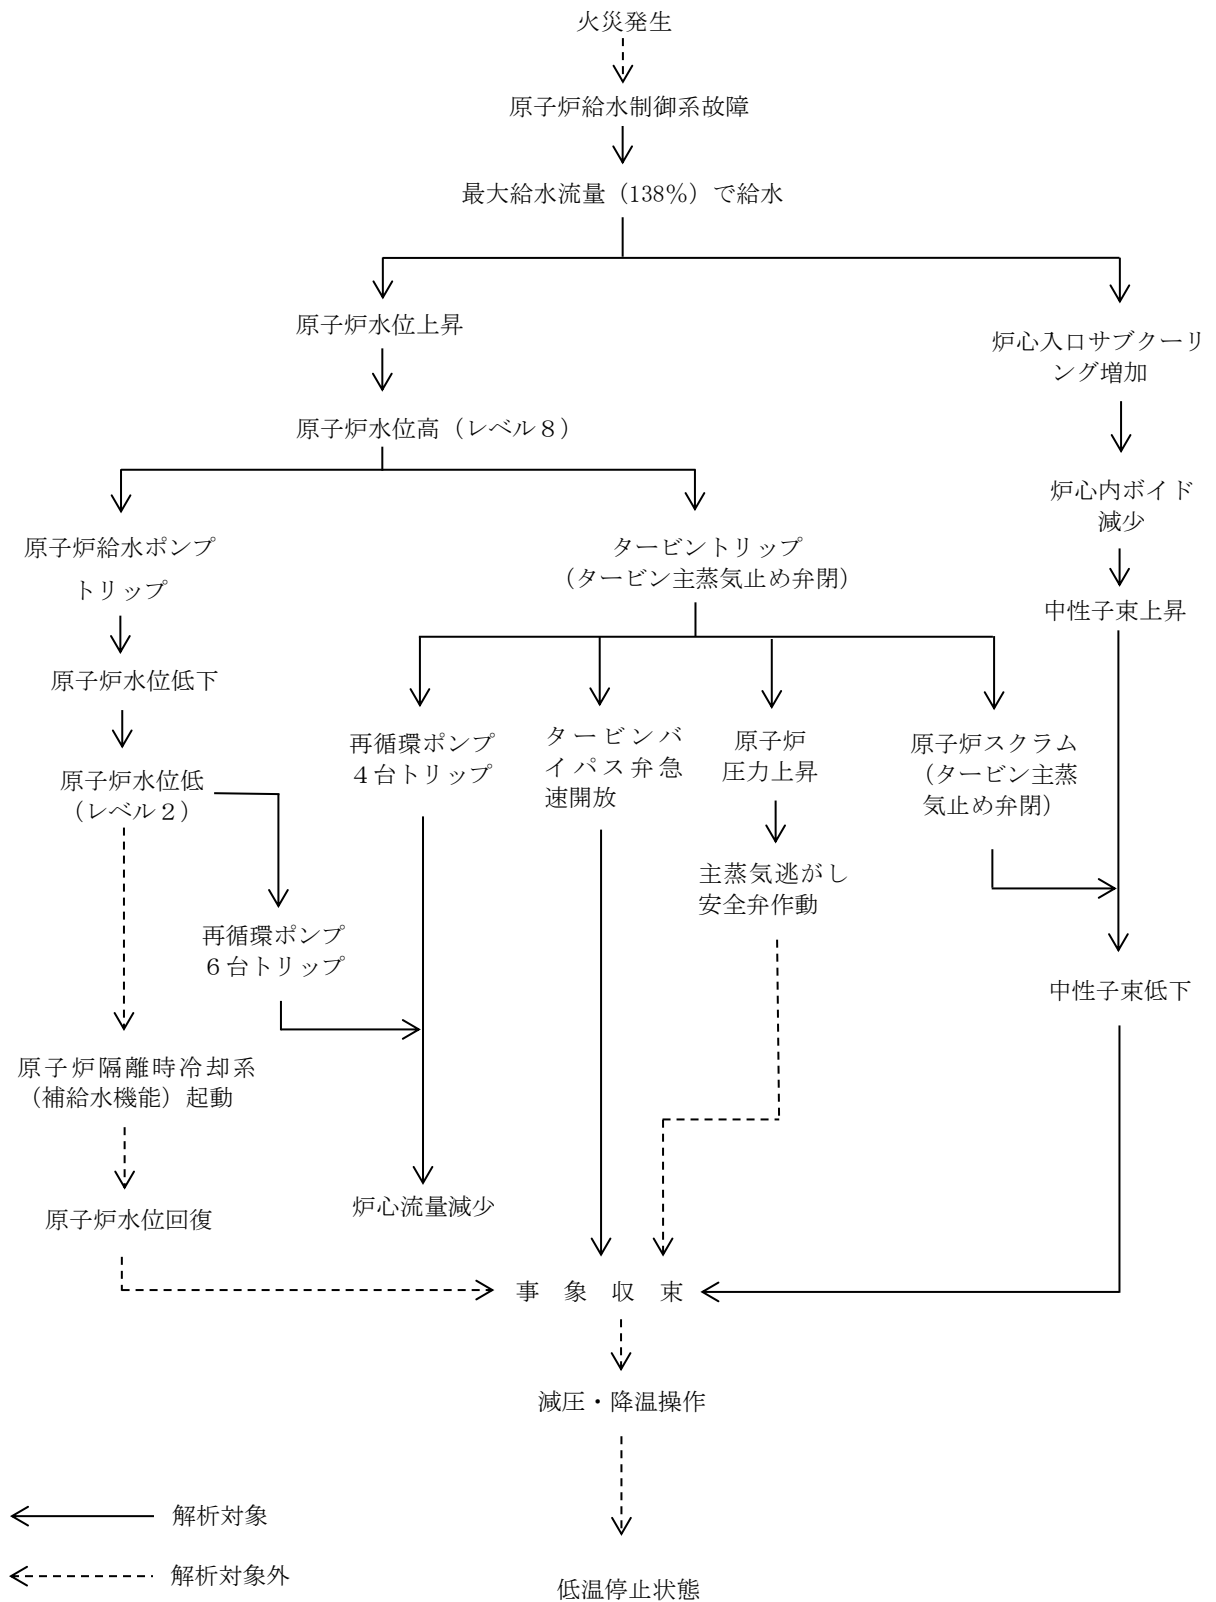 火災発生
原子炉給水制御系故障
最大給水流量（138％）で給水
原子炉水位上昇
炉心入口サブクーリ
ング増加
原子炉水位高（レベル８）
炉心内ボイド
減少
原子炉給水ポンプ
トリップ
タービントリップ
（タービン主蒸気止め弁閉）
中性子束上昇
原子炉水位低下
原子炉水位低
（レベル２）
再循環ポンプ
４台トリップ
タービンバ
イパス弁急
速開放
原子炉
圧力上昇
原子炉スクラム
（タービン主蒸
気止め弁閉）
主蒸気逃がし
安全弁作動
再循環ポンプ
６台トリップ
中性子束低下
原子炉隔離時冷却系
（補給水機能）起動
炉心流量減少
原子炉水位回復
事　象　収　束
減圧・降温操作
解析対象
解析対象外
低温停止状態